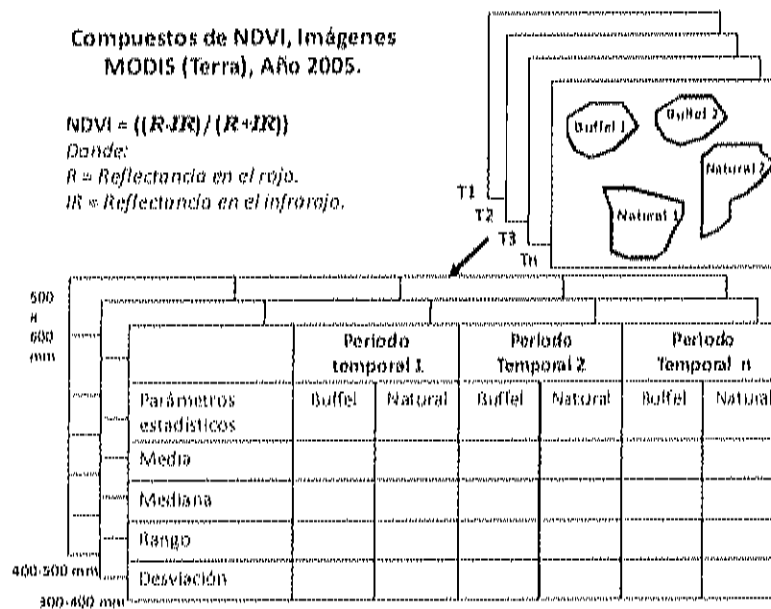 Compuestos de NDVI, Imágenes
MODIS (Terra), Año 2005.
NDVI = ((R-IR) / (R+IR))
Donde:
R = Reflectancia en el rojo.
IR = Reflectancia en el infrarojo.
Buffel 1
Buffel 2
Natural 2
Natural 1
T1
T2
T3
Tn
500
a
600
mm
Periodo temporal 1
Periodo Temporal 2
Periodo Temporal n
Parámetros estadísticos
Buffel Natural Buffel Natural Buffel Natural
Media
Mediana
Rango
Desviación
400-500 mm
300-400 mm